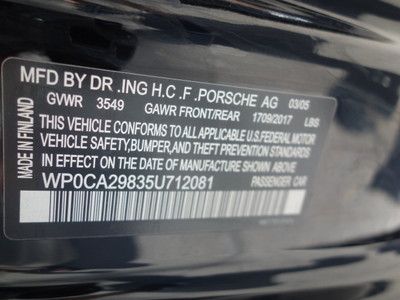 MFD BY DR .ING H.C .F .PORSCHE AG 03/05
GVWR 3549 GAWR FRONT/REAR 1709/2017 LBS
THIS VEHICLE CONFORMS TO ALL APPLICABLE
U.S.FEDERAL MOTOR
VEHICLE SAFETY,BUMPER,AND THEFT PREVENTION STANDARDS
IN EFFECT ON THE DATE OF MANUFACTURE SHOWN ABOVE
WP0CA29835U712081 PASSENGER CAR
MADE IN FINLAND